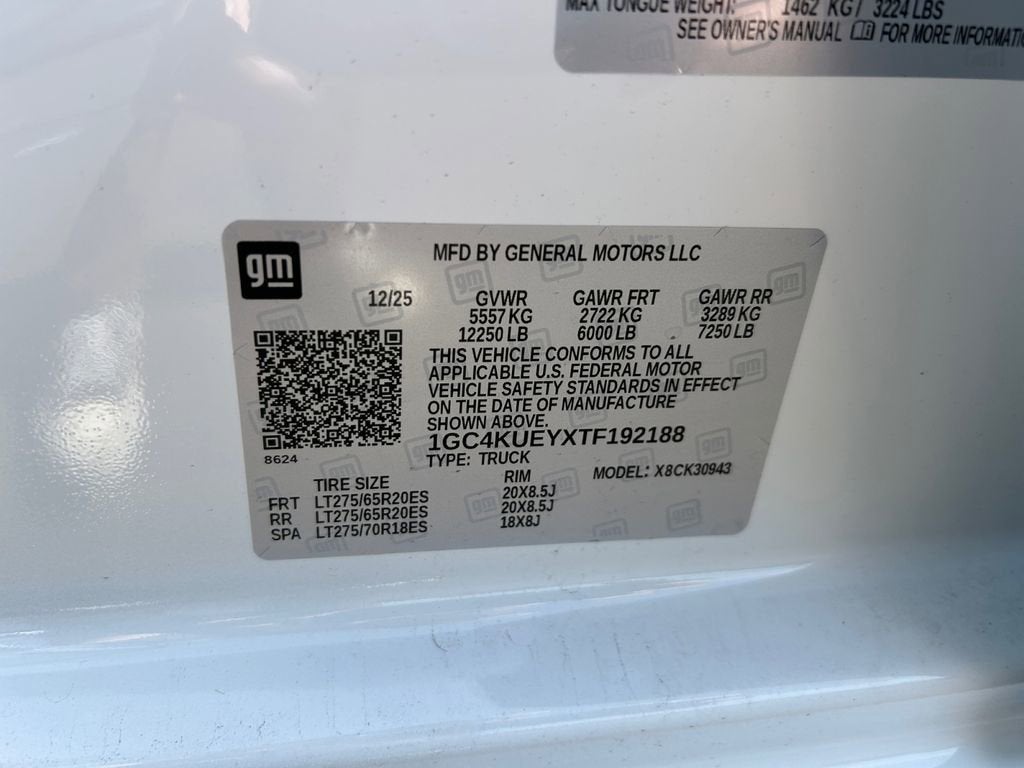 MAX TONGUE WEIGHT: 1462 KG / 3224 LBS
SEE OWNER'S MANUAL FOR MORE INFORMATI
gm
MFD BY GENERAL MOTORS LLC
12/25 GVWR GAWR FRT GAWR RR
5557 KG 2722 KG 3289 KG
12250 LB 6000 LB 7250 LB
THIS VEHICLE CONFORMS TO ALL
APPLICABLE U.S. FEDERAL MOTOR
VEHICLE SAFETY STANDARDS IN EFFECT
ON THE DATE OF MANUFACTURE
SHOWN ABOVE.
1GC4KUEYXTF192188
8624
TYPE: TRUCK
MODEL: X8CK30943
TIRE SIZE RIM
FRT LT275/65R20ES 20X8.5J
RR LT275/65R20ES 20X8.5J
SPA LT275/70R18ES 18X8J